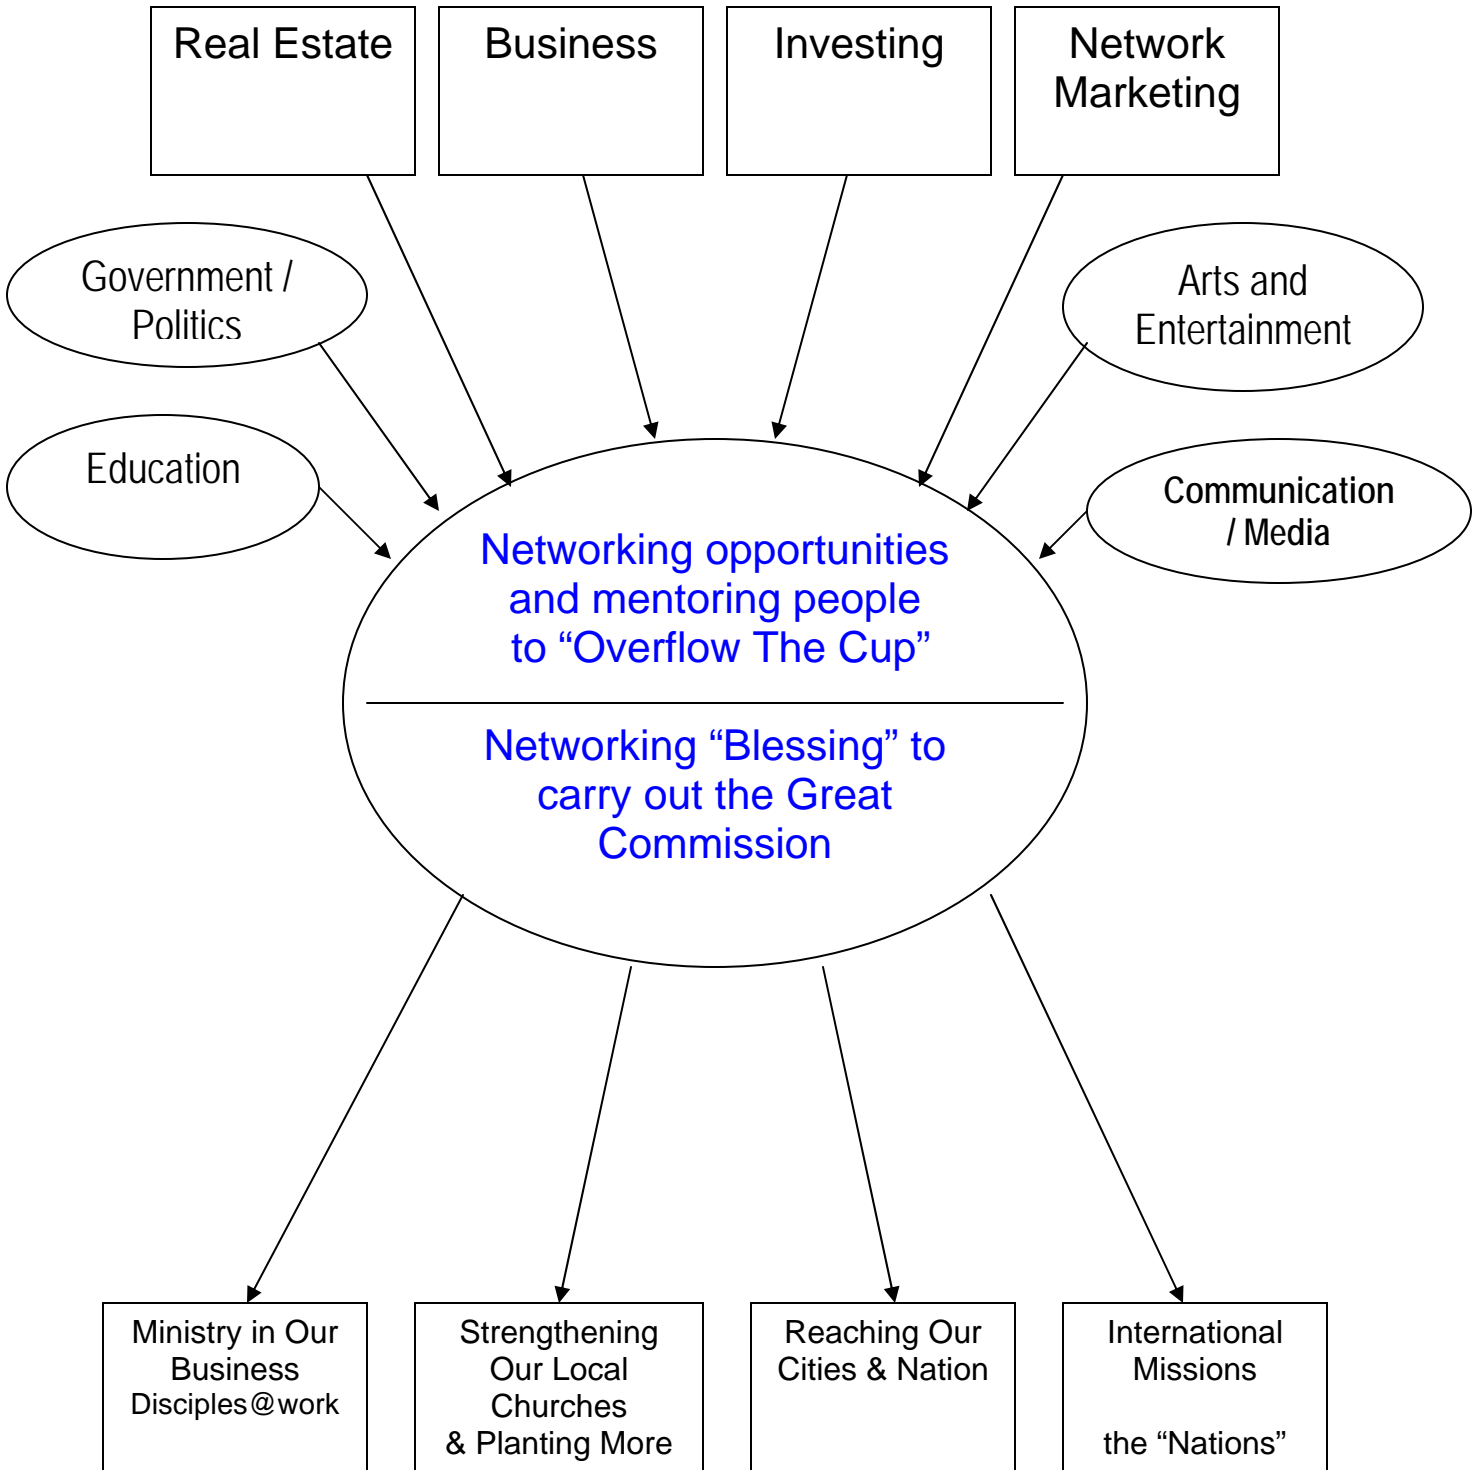 Real Estate
Business
Investing
Network
Marketing
Government /
Politics
Arts and
Entertainment
Education
Communication
/ Media
Networking opportunities
and mentoring people
to “Overflow The Cup”
Networking “Blessing” to
carry out the Great
Commission
Ministry in Our
Business
Disciples@work
Strengthening
Our Local
Churches
& Planting More
Reaching Our
Cities & Nation
International
Missions
the “Nations”